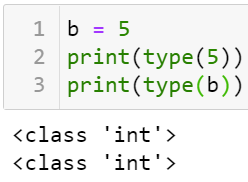 1 b = 5
2 print(type(5))
3 print(type(b))
<class 'int'>
<class 'int'>